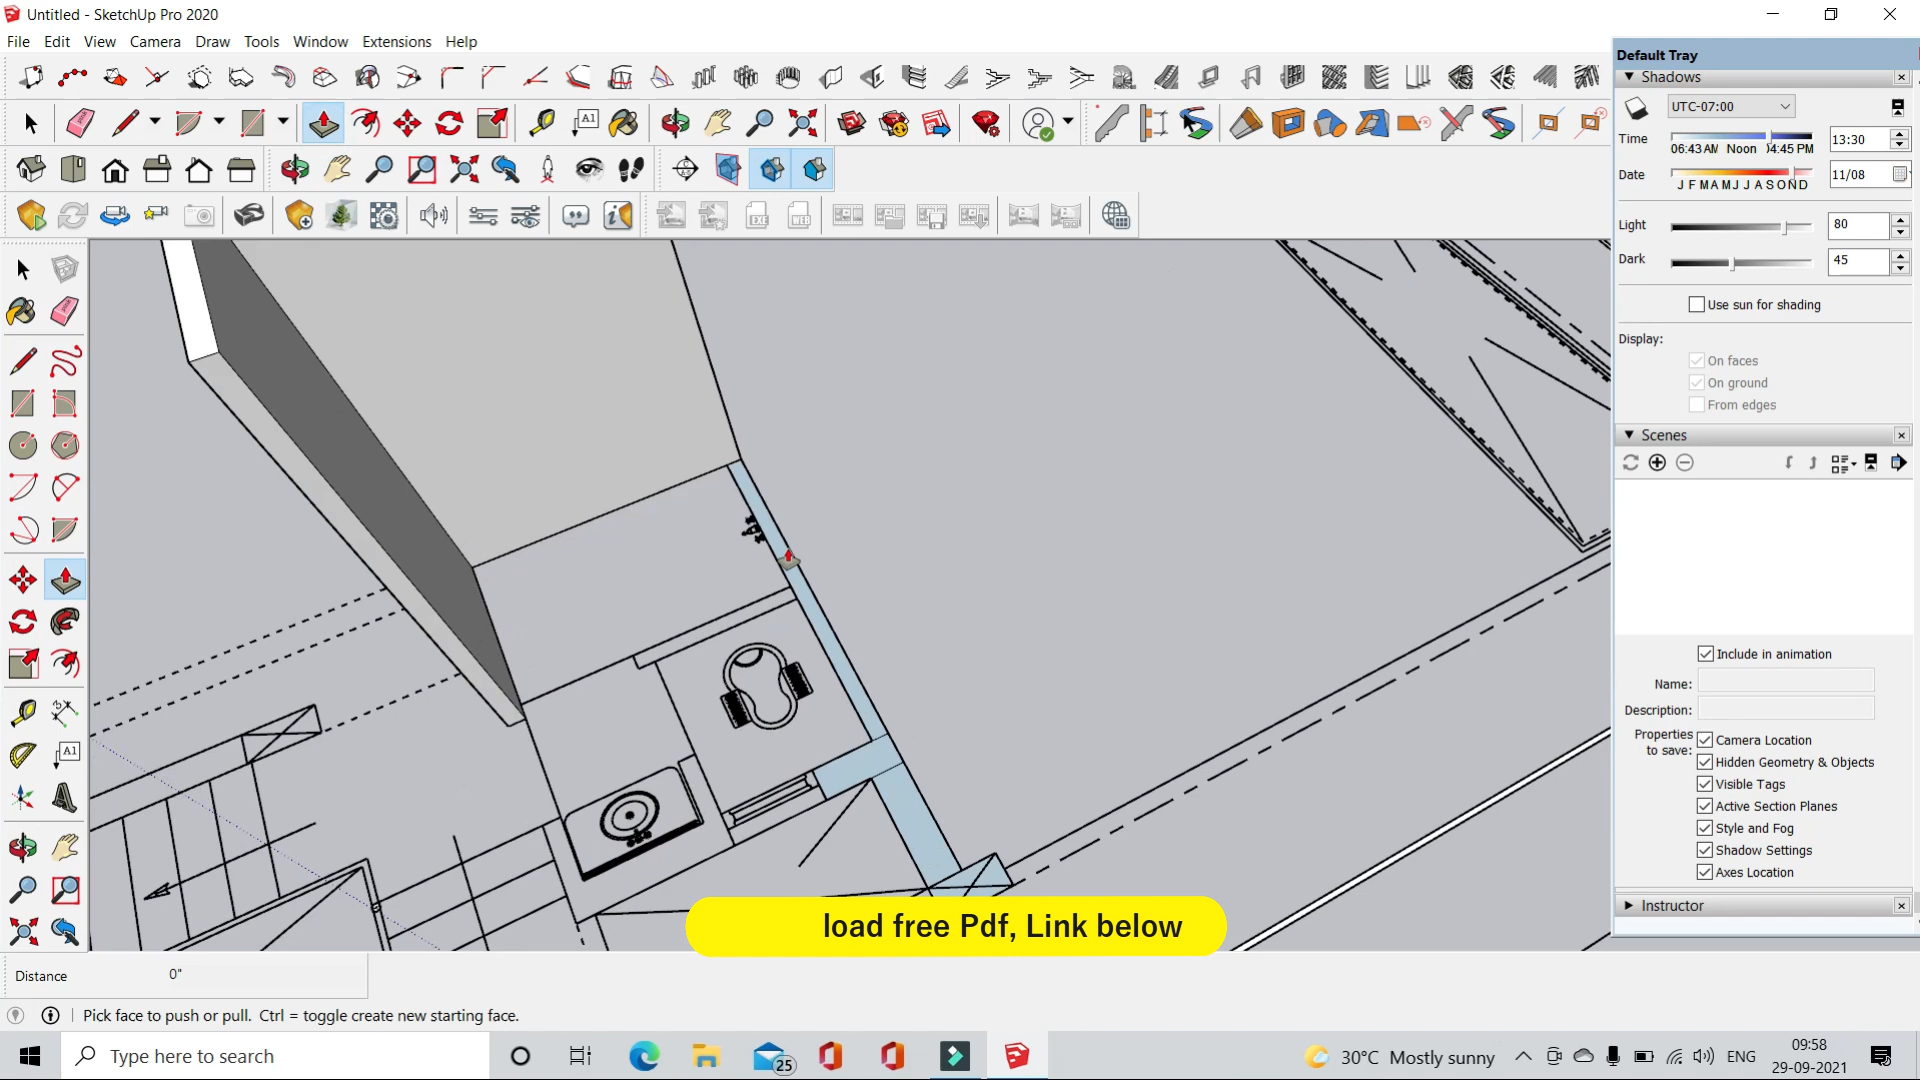 Untitled - SketchUp Pro 2020
File Edit View Camera Draw Tools Window Extensions Help
Default Tray
Shadows
UTC-07:00
Time
06:43 AM Noon 04:45 PM
13:30
Date
J F M A M J J A S O N D
11/08
Light 80
Dark 45
Use sun for shading
Display:
On faces
On ground
From edges
Scenes
Include in animation
Name:
Description:
Properties to save:
Camera Location
Hidden Geometry & Objects
Visible Tags
Active Section Planes
Style and Fog
Shadow Settings
Axes Location
Instructor
load free Pdf, Link below
Distance 0"
Pick face to push or pull. Ctrl = toggle create new starting face.
Type here to search
25
30°C Mostly sunny
ENG
09:58
29-09-2021